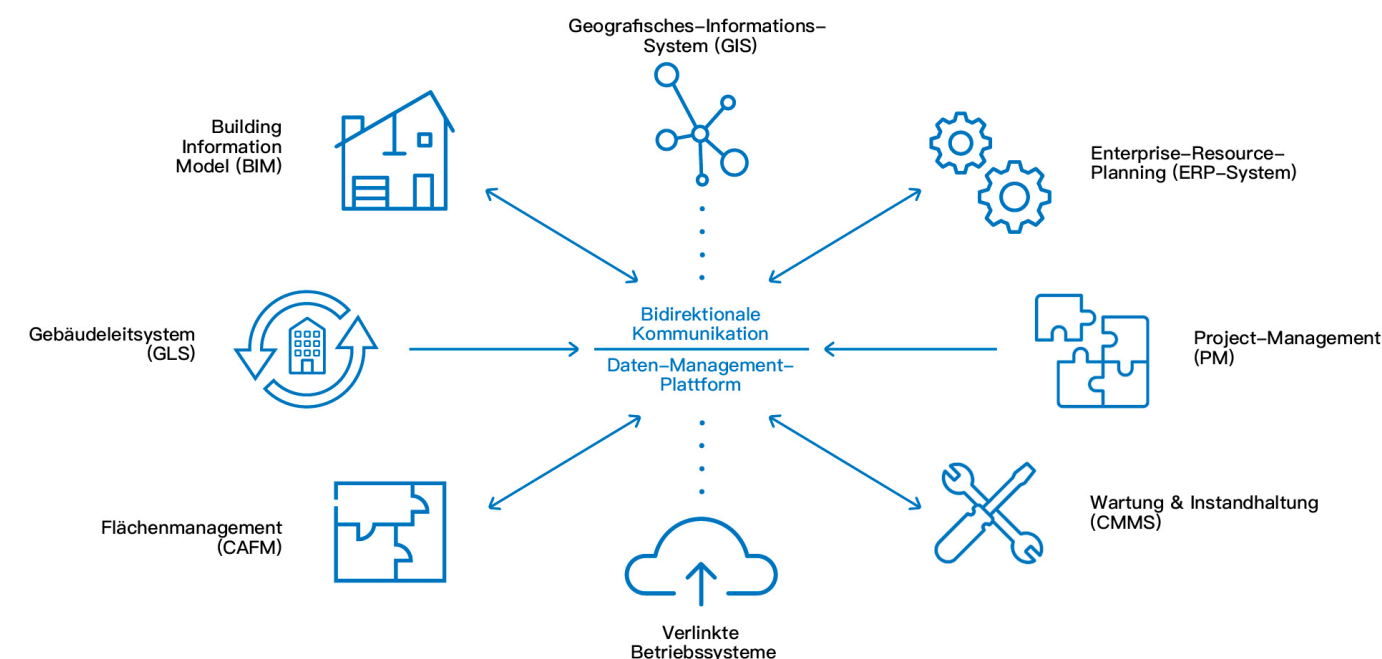 Geografisches-Informations-
System (GIS)
Building
Information
Model (BIM)
Enterprise-Resource-
Planning (ERP-System)
Gebäudeleitsystem
(GLS)
Bidirektionale
Kommunikation
Daten-Management-
Plattform
Project-Management
(PM)
Flächenmanagement
(CAFM)
Wartung & Instandhaltung
(CMMS)
Verlinkte
Betriebssysteme